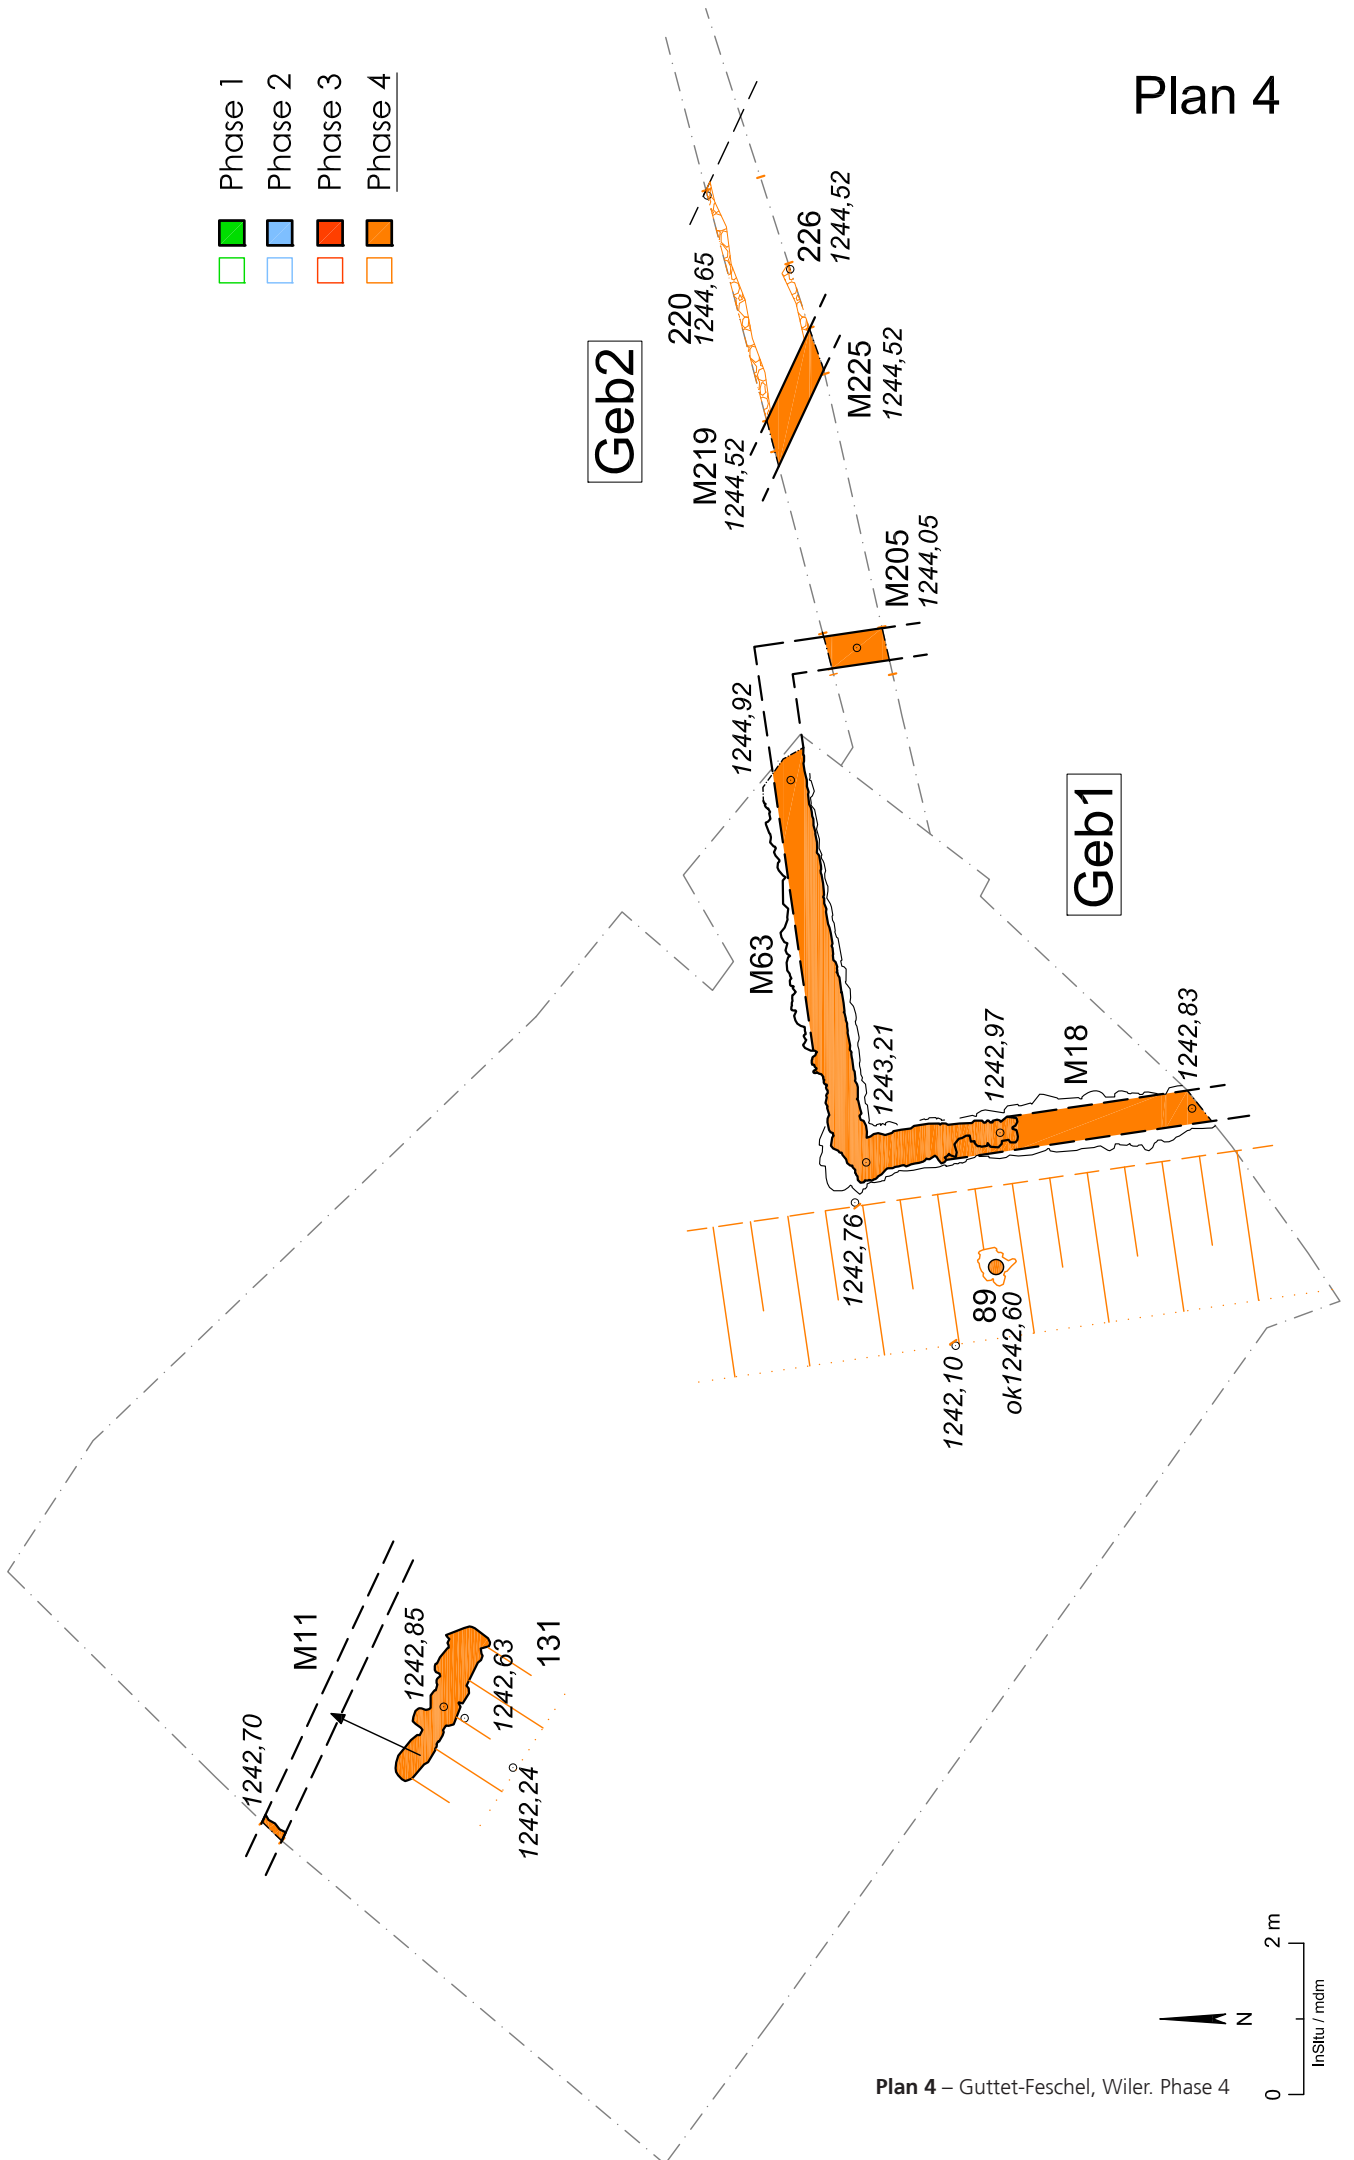 Plan 4
Phase 1
Phase 2
Phase 3
Phase 4
Geb2
220
1244,65
226
1244,52
M219
1244,52
M225
1244,52
M205
1244,05
1244,92
Geb1
M63
1243,21
1242,97
M18
1242,83
1242,76
89
ok1242,60
1242,10
M11
1242,85
1242,63
131
1242,70
1242,24
N
0 2 m
InSItu / mdm
Plan 4 – Guttet-Feschel, Wiler. Phase 4